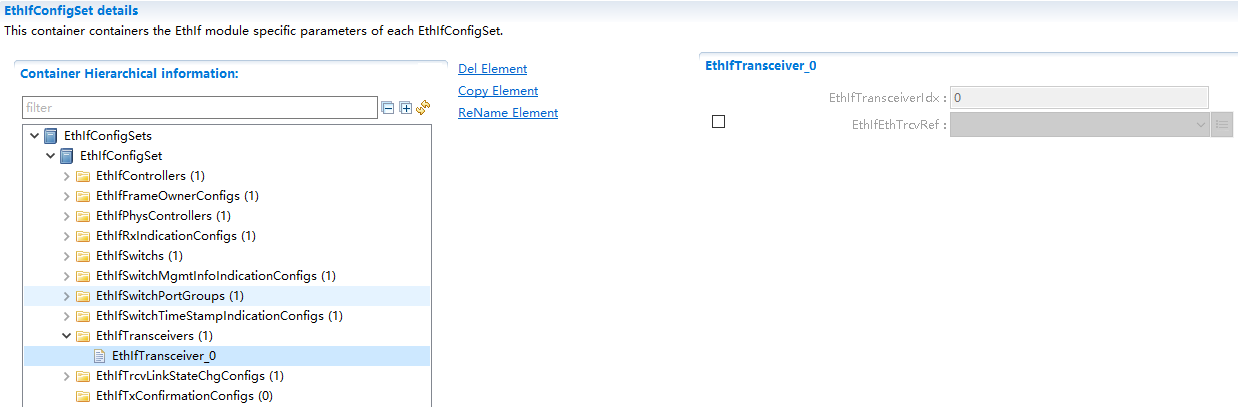 EthIfConfigSet details
This container containers the EthIf module specific parameters of each EthIfConfigSet.
Container Hierarchical information:
filter
EthIfConfigSets
EthIfConfigSet
EthIfControllers (1)
EthIfFrameOwnerConfigs (1)
EthIfPhysControllers (1)
EthIfRxIndicationConfigs (1)
EthIfSwitchs (1)
EthIfSwitchMgmtInfoIndicationConfigs (1)
EthIfSwitchPortGroups (1)
EthIfSwitchTimeStampIndicationConfigs (1)
EthIfTransceivers (1)
EthIfTransceiver_0
EthIfTrcvLinkStateChgConfigs (1)
EthIfTxConfirmationConfigs (0)
Del Element
Copy Element
ReName Element
EthIfTransceiver_0
EthIfTransceiverIdx : 0
EthIfEthTrcvRef :